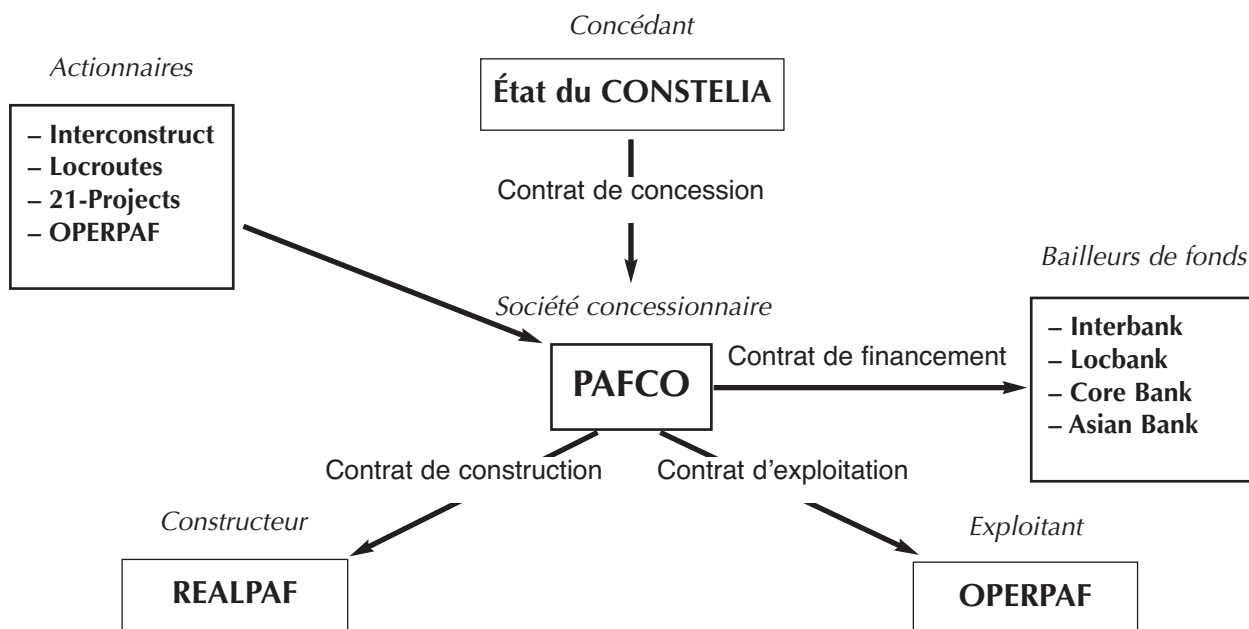 Concédant
État du CONSTELIA
Actionnaires
– Interconstruct
– Locroutes
– 21-Projects
– OPERPAF
Contrat de concession
Société concessionnaire
PAFCO
Contrat de financement
Bailleurs de fonds
– Interbank
– Locbank
– Core Bank
– Asian Bank
Contrat de construction
Contrat d'exploitation
Constructeur
REALPAF
Exploitant
OPERPAF